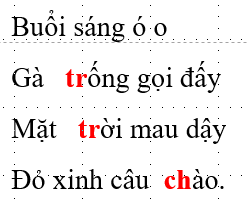 Buổi sáng ó o
Gà trống gọi đấy
Mặt trời mau dậy
Đỏ xinh câu chào.